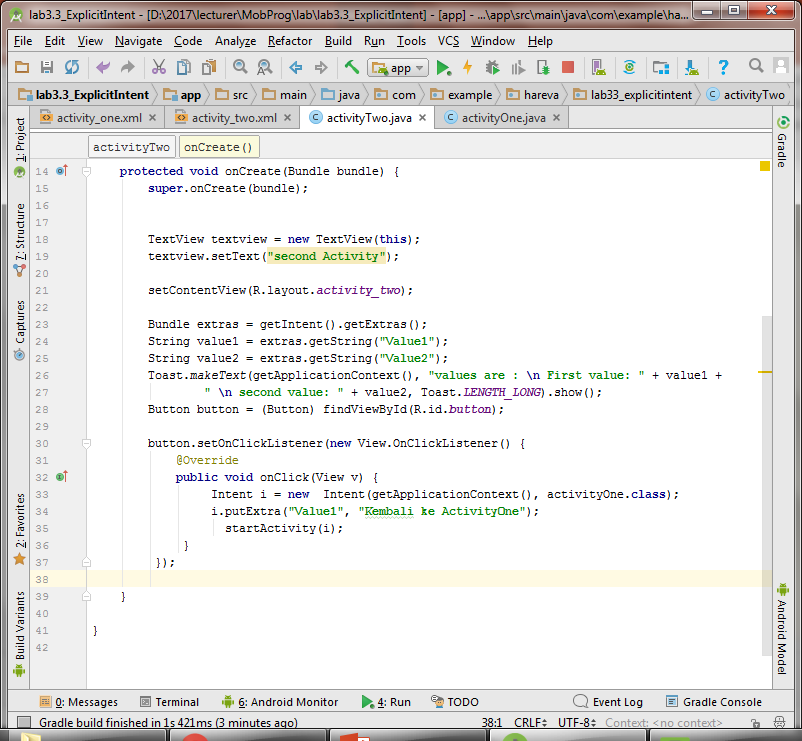 lab3.3_ExplicitIntent - [D:\2017\lecturer\MobProg\lab\lab3.3_ExplicitIntent] - [app] - ...\app\src\main\java\com\example\ha...
File Edit View Navigate Code Analyze Refactor Build Run Tools VCS Window Help
app
lab3.3_ExplicitIntent app src main java com example hareva lab33_explicitintent activityTwo
activity_one.xml activity_two.xml activityTwo.java activityOne.java
activityTwo onCreate()
14 protected void onCreate(Bundle bundle) {
15 super.onCreate(bundle);
16
17
18 TextView textview = new TextView(this);
19 textview.setText("second Activity");
20
21 setContentView(R.layout.activity_two);
22
23 Bundle extras = getIntent().getExtras();
24 String value1 = extras.getString("Value1");
25 String value2 = extras.getString("Value2");
26 Toast.makeText(getApplicationContext(), "values are : \n First value: " + value1 +
27 " \n second value: " + value2, Toast.LENGTH_LONG).show();
28 Button button = (Button) findViewById(R.id.button);
29
30 button.setOnClickListener(new View.OnClickListener() {
31 @Override
32 public void onClick(View v) {
33 Intent i = new  Intent(getApplicationContext(), activityOne.class);
34 i.putExtra("Value1", "Kembali ke ActivityOne");
35 startActivity(i);
36 }
37 });
38
39 }
40
41 }
42
1: Project
7: Structure
Captures
2: Favorites
Build Variants
Gradle
Android Model
0: Messages Terminal 6: Android Monitor 4: Run TODO Event Log Gradle Console
Gradle build finished in 1s 421ms (3 minutes ago) 38:1 CRLF UTF-8 Context: <no context>